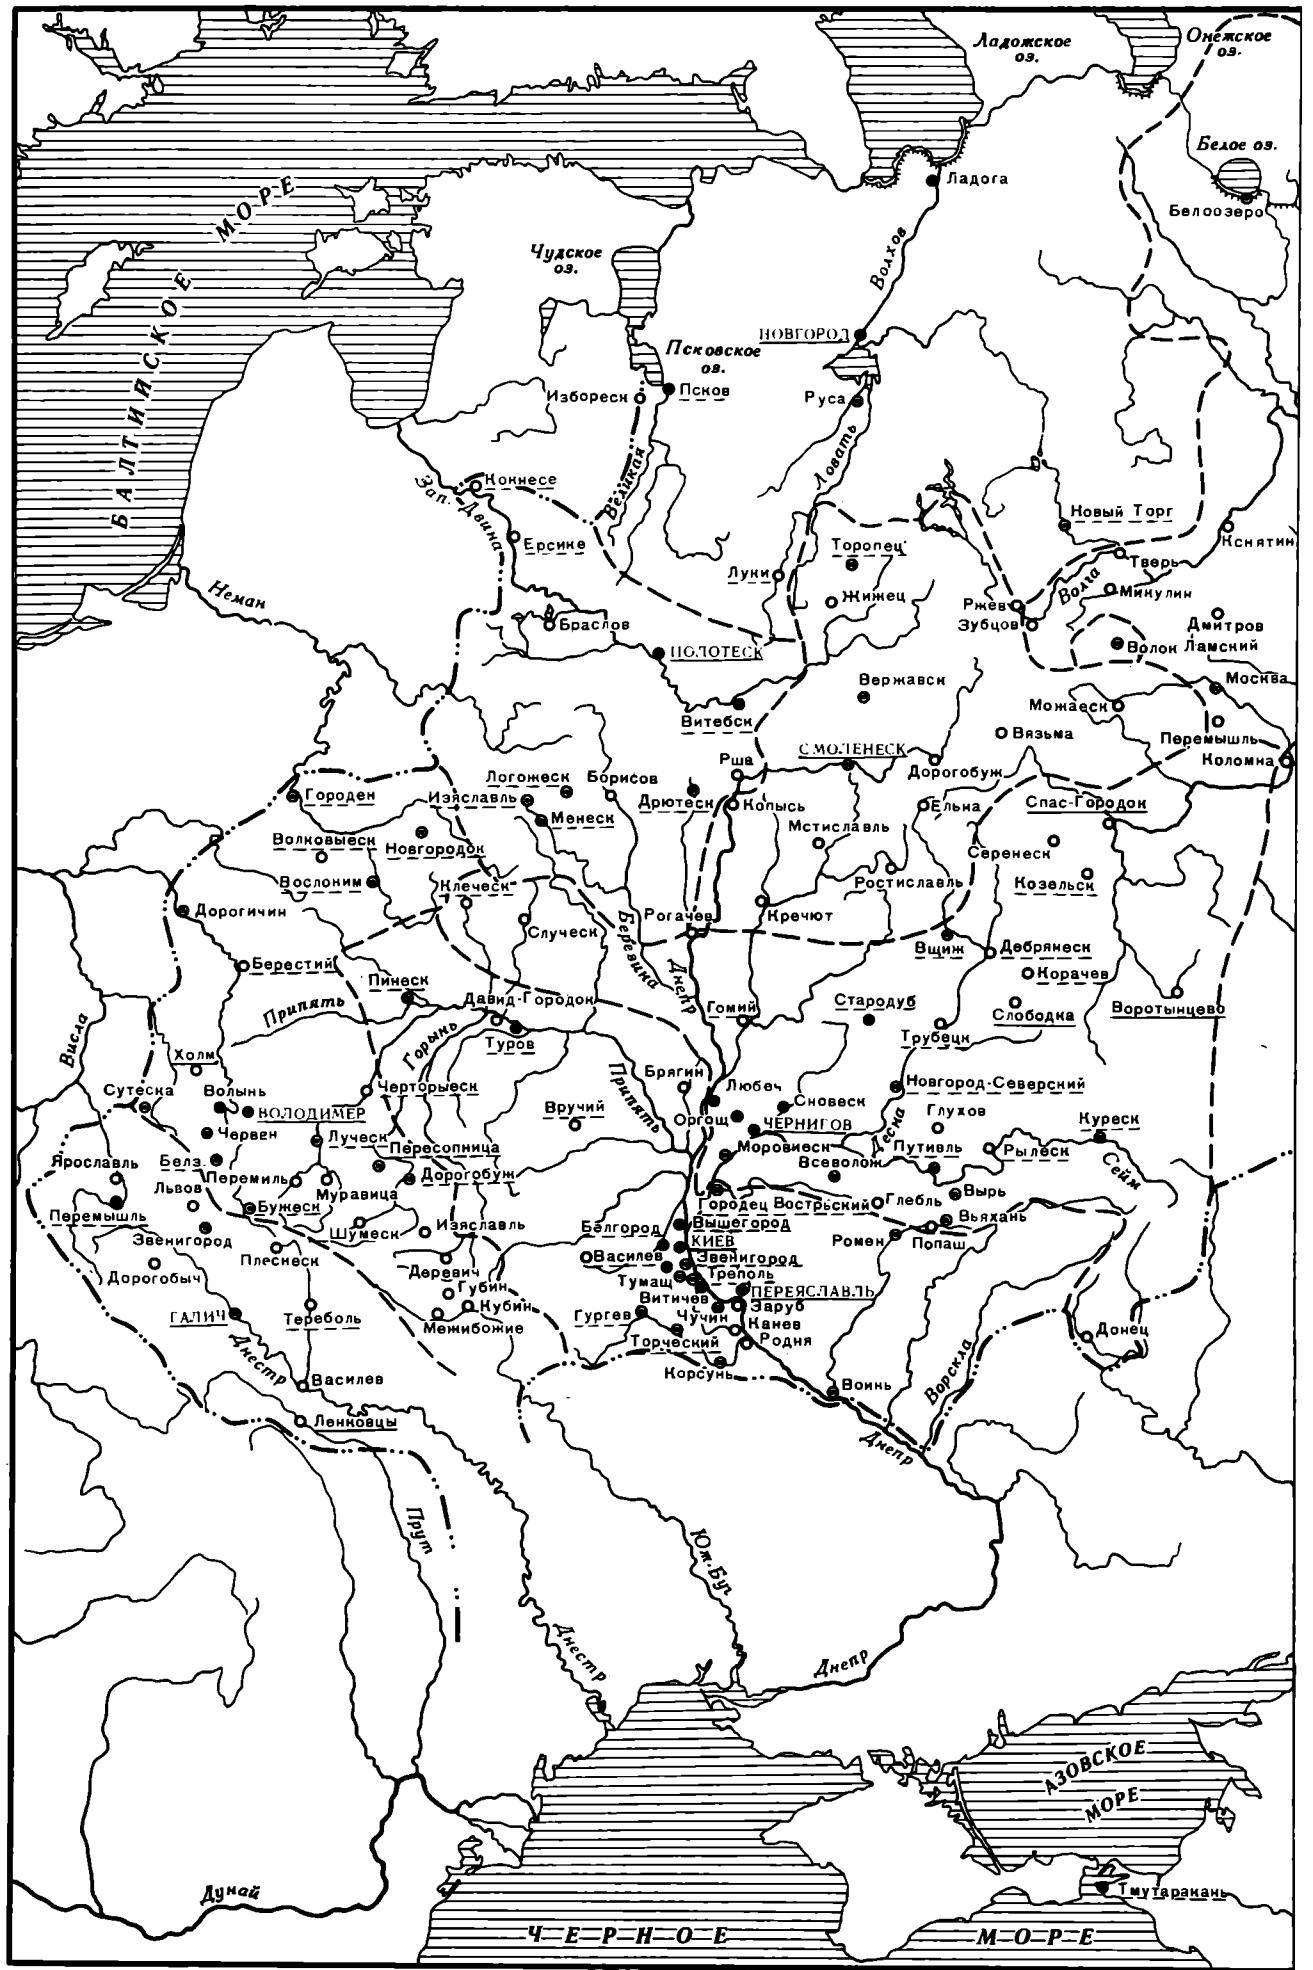 Ладожское
оз.
Онежское
оз.
Белое оз.
Белоозеро
Ладога
БАЛТИЙСКОЕ МОРЕ
Чудское
оз.
Волхов
НОВГОРОД
Псковское
оз.
Избореск
Псков
Руса
Ловать
Великая
Зап. Двина
Кокнесе
Ерсике
Новый Торг
Кснятин
Тверь
Торопец
Луки
Жижец
Волга
Микулин
Ржев
Зубцов
Дмитров
Волок Ламский
Неман
Браслов
ПОЛОТЕСК
Москва
Вержавск
Можаеск
Витебск
Вязьма
Перемышль
СМОЛЕНЕСК
Коломна
Рша
Дорогобуж
Логожеск
Борисов
Городен
Изяславль
Дрютеск
Копысь
Ельна
Спас-Городок
Менеск
Волковыеск
Новгородок
Мстиславль
Серенеск
Вослоним
Клеческ
Ростиславль
Козельск
Дорогичин
Случеск
Березина
Рогачев
Кречют
Вщиж
Дебрянеск
Берестий
Днепр
Корачев
Пинеск
Давид-Городок
Гомий
Стародуб
Слободка
Воротынцево
Припять
Туров
Трубецк
Висла
Горынь
Холм
Черторыеск
Припять
Брягин
Любеч
Новгород-Северский
Сутеска
Волынь
ВОЛОДИМЕР
Вручий
Оргощ
Сновеск
Глухов
Куреск
Червен
Луческ
ЧЕРНИГОВ
Десна
Ярославль
Белз
Пересопница
Моровиеск
Путивль
Рылеск
Сейм
Перемиль
Дорогобуж
Всеволож
Львов
Муравица
Вырь
Перемышль
Бужеск
Городец Вострьский
Глебль
Звенигород
Шумеск
Изяславль
Белгород
Вышегород
Вьяхань
Плеснеск
КИЕВ
Ромен
Попаш
Дорогобыч
Деревич
Василев
Звенигород
Губин
Тумащ
Треполь
ПЕРЕЯСЛАВЛЬ
ГАЛИЧ
Тереболь
Кубин
Витичев
Заруб
Межибожие
Гургев
Чучин
Канев
Донец
Торческий
Родня
Днестр
Корсунь
Ворскла
Василев
Воинь
Ленковцы
Днепр
Прут
Юж. Буг
Днестр
Днепр
АЗОВСКОЕ
МОРЕ
Дунай
Тмутаракань
ЧЕРНОЕ МОРЕ